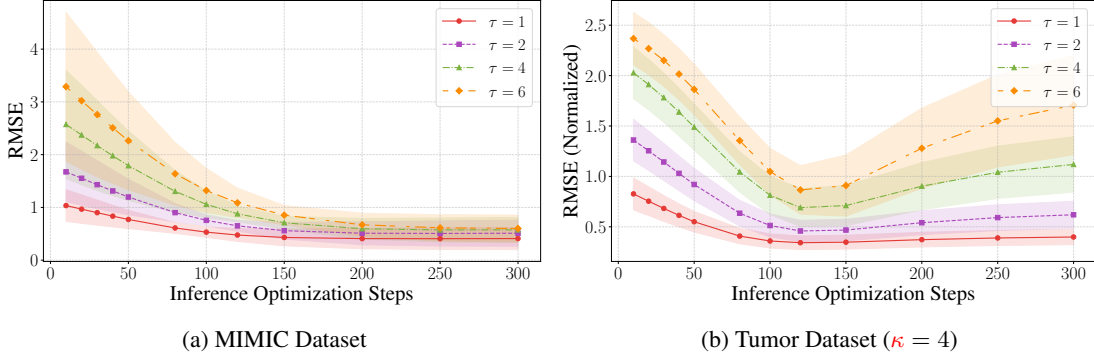 RMSE
4
3
2
1
0
0
50
100
150
200
250
300
Inference Optimization Steps
τ = 1
τ = 2
τ = 4
τ = 6
(a) MIMIC Dataset
RMSE (Normalized)
2.5
2.0
1.5
1.0
0.5
0
50
100
150
200
250
300
Inference Optimization Steps
τ = 1
τ = 2
τ = 4
τ = 6
(b) Tumor Dataset (κ = 4)